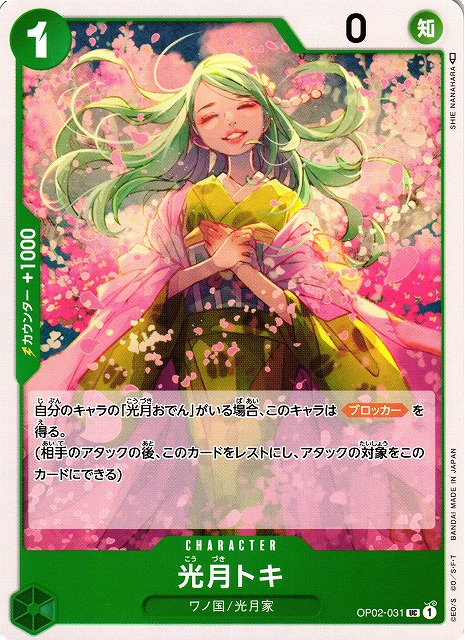 1
0
知
SHIE NANAHARA
カウンター +1000
自分のキャラの「光月おでん」がいる場合、このキャラは ブロッカー を
得る。
(相手のアタックの後、このカードをレストにし、アタックの対象をこの
カードにできる)
CHARACTER
光月トキ
ワノ国/光月家
OP02-031 UC 1
©E.O/S ©O/S・F・T BANDAI MADE IN JAPAN